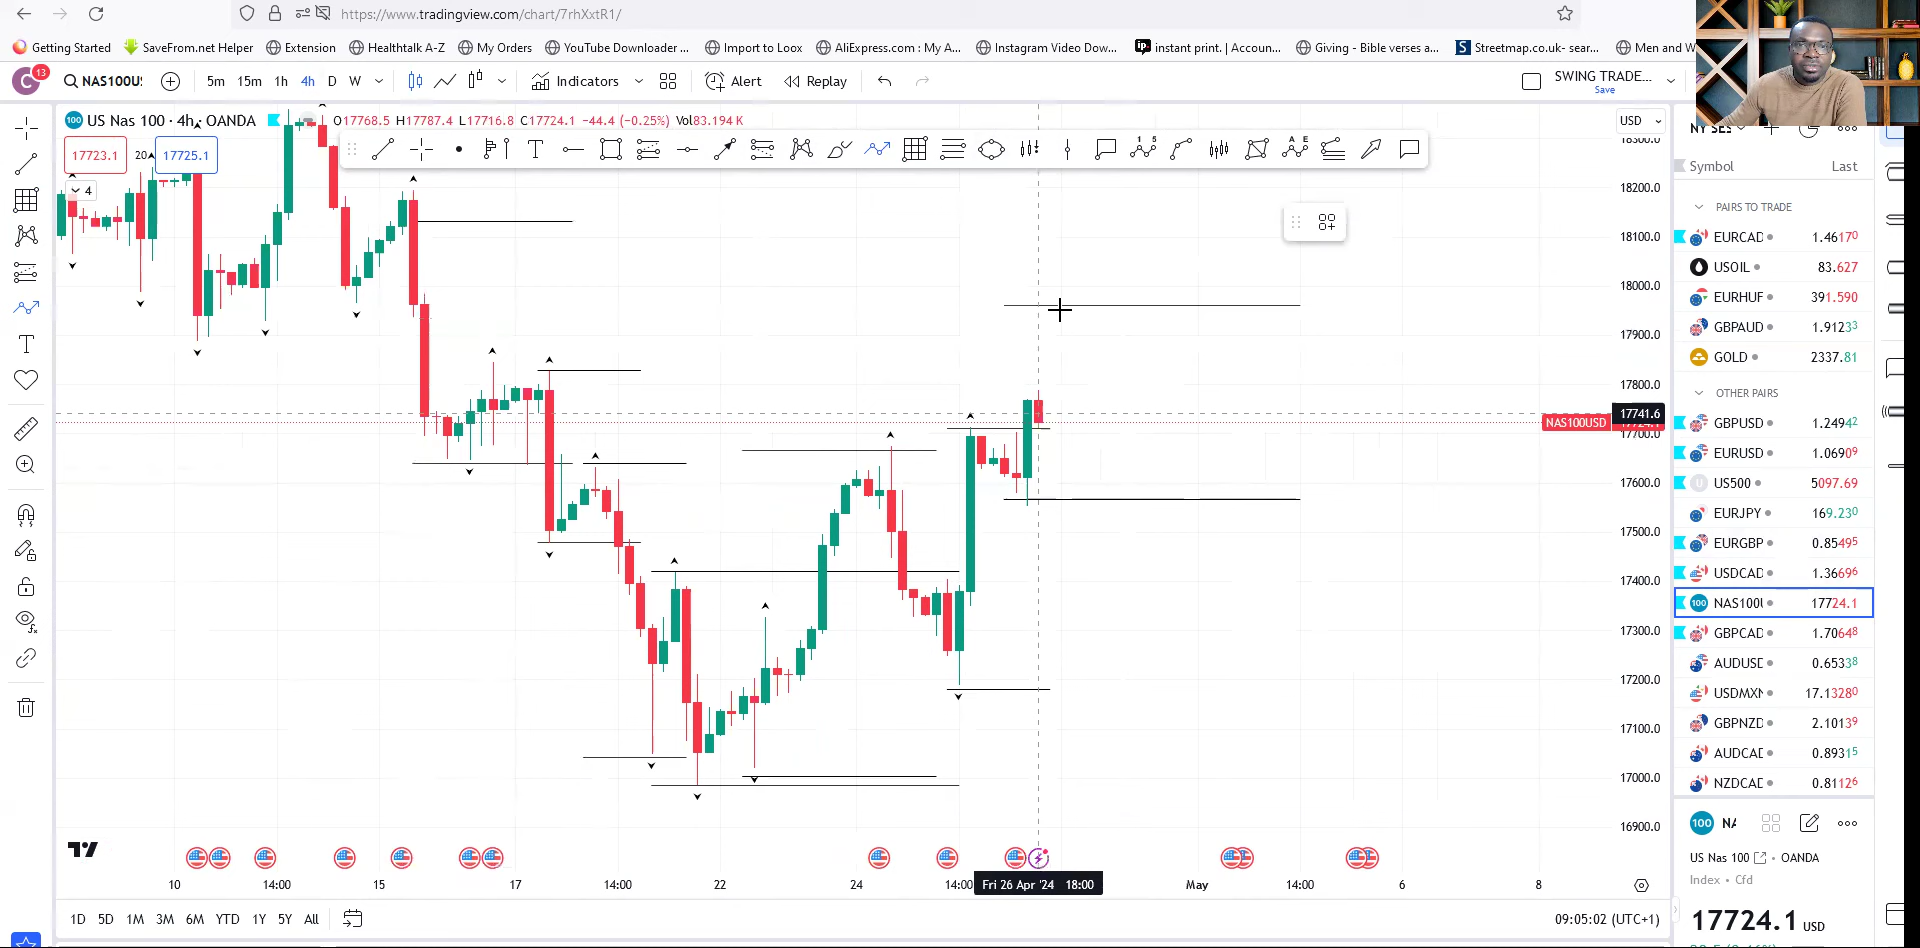 https://www.tradingview.com/chart/7rhXxtR1/
Getting Started
SaveFrom.net Helper
Extension
Healthtalk A-Z
My Orders
YouTube Downloader ...
Import to Loox
AliExpress.com : My A...
Instagram Video Dow...
instant print. | Accoun...
Giving - Bible verses a...
Streetmap.co.uk- sear...
Men and W
C 13
NAS100U
5m 15m 1h 4h D W
Indicators
Alert
Replay
SWING TRADE...
Save
US Nas 100 · 4h · OANDA
O17768.5 H17787.4 L17716.8 C17724.1 −44.4 (−0.25%) Vol83.194 K
17723.1
20
17725.1
4
USD
18300.0
18200.0
18100.0
18000.0
17900.0
17800.0
17741.6
NAS100USD
17700.0
17600.0
17500.0
17400.0
17300.0
17200.0
17100.0
17000.0
16900.0
10 14:00 15 17 14:00 22 24 14:00
Fri 26 Apr '24 18:00
May 14:00 6 8
1D 5D 1M 3M 6M YTD 1Y 5Y All
09:05:02 (UTC+1)
NY SES
Symbol Last
PAIRS TO TRADE
EURCAD 1.46170
USOIL 83.627
EURHUF 391.590
GBPAUD 1.91233
GOLD 2337.81
OTHER PAIRS
GBPUSD 1.24942
EURUSD 1.06909
US500 5097.69
EURJPY 169.230
EURGBP 0.85495
USDCAD 1.36696
NAS100U 17724.1
GBPCAD 1.70648
AUDUSD 0.65338
USDMXN 17.13280
GBPNZD 2.10139
AUDCAD 0.89315
NZDCAD 0.81126
100 NA
US Nas 100 · OANDA
Index · Cfd
17724.1 USD